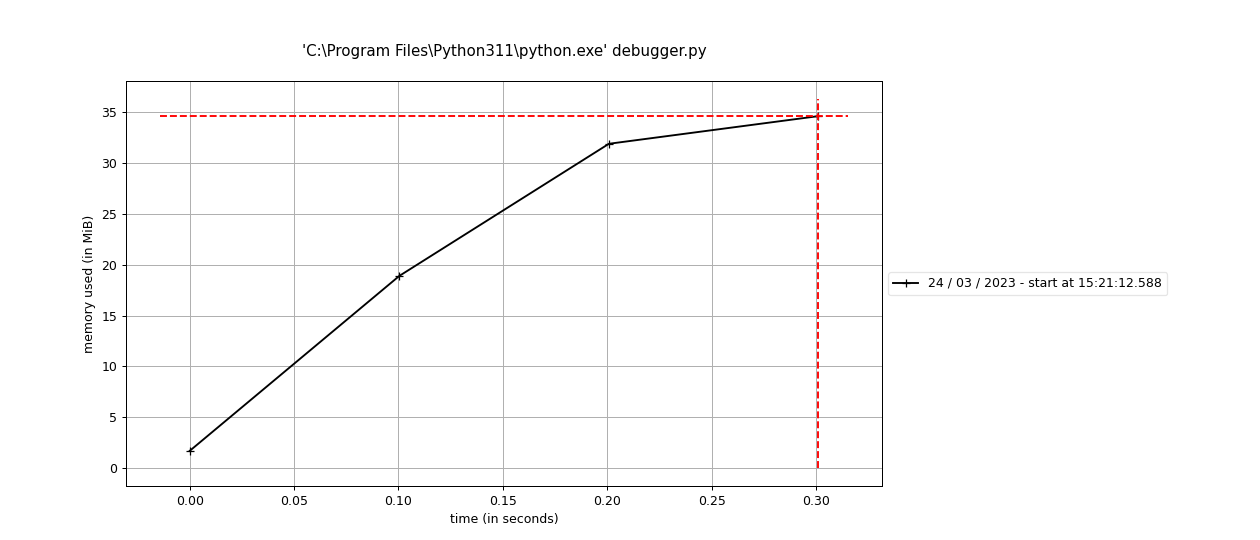 'C:\Program Files\Python311\python.exe' debugger.py
35
30
25
20
15
10
5
0
memory used (in MiB)
0.00 0.05 0.10 0.15 0.20 0.25 0.30
time (in seconds)
24 / 03 / 2023 - start at 15:21:12.588